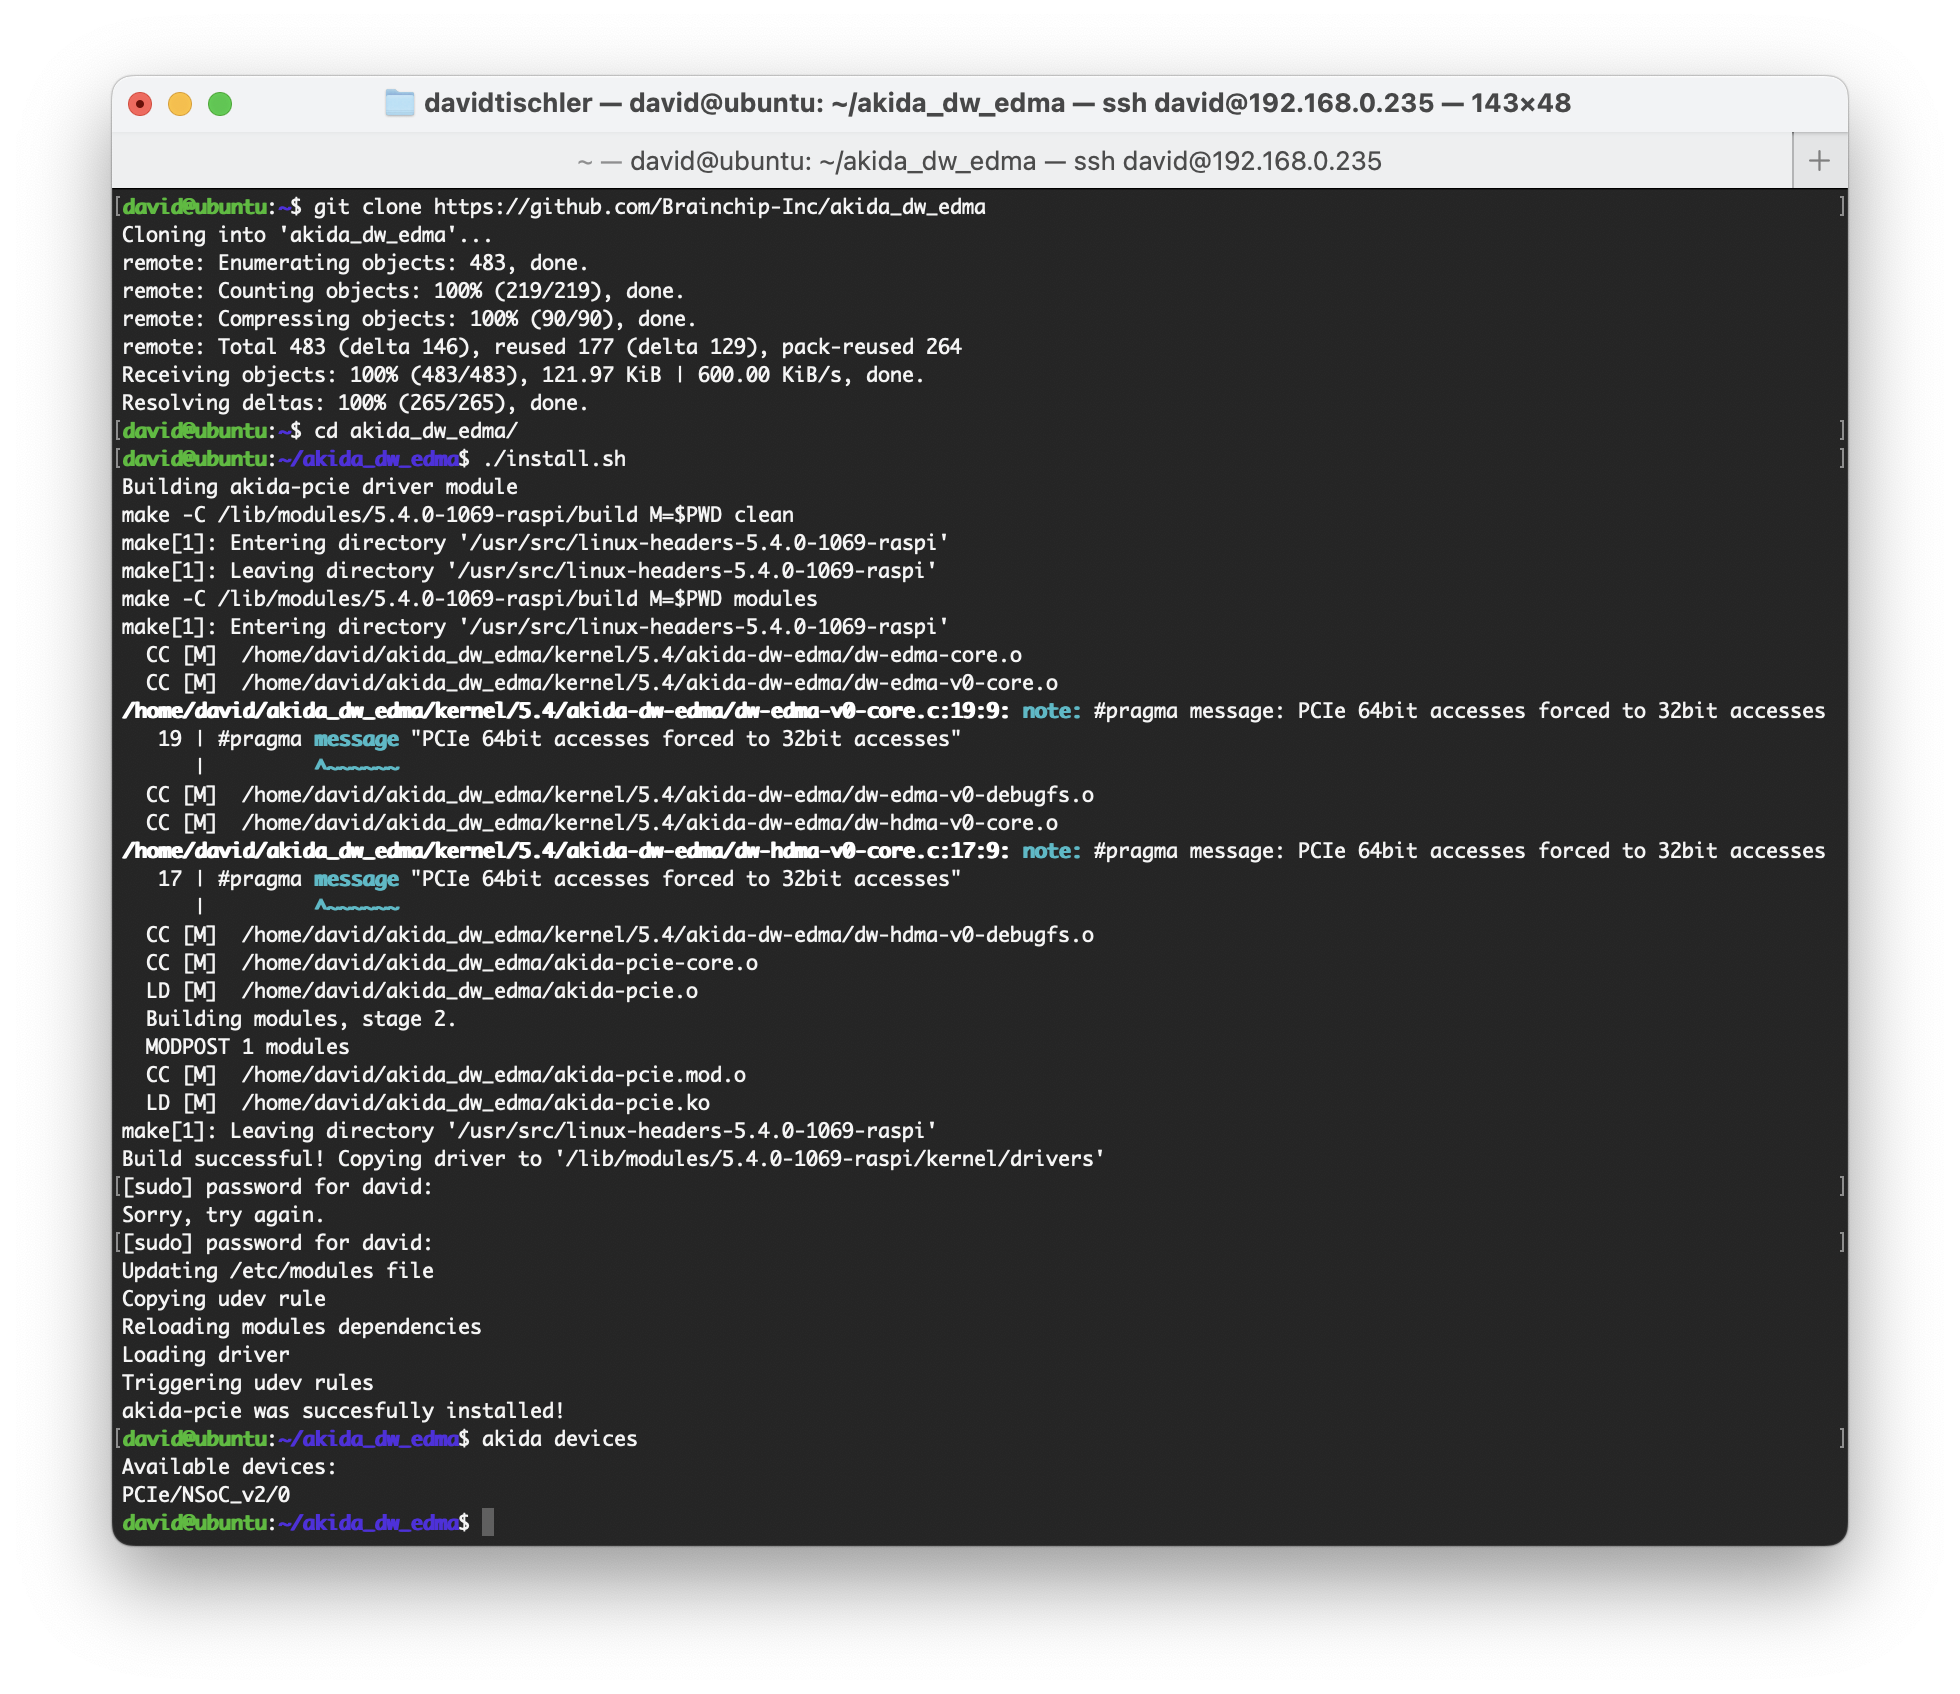 davidtischler — david@ubuntu: ~/akida_dw_edma — ssh david@192.168.0.235 — 143×48
~ — david@ubuntu: ~/akida_dw_edma — ssh david@192.168.0.235
+
[david@ubuntu:~$ git clone https://github.com/Brainchip-Inc/akida_dw_edma ]
Cloning into 'akida_dw_edma'...
remote: Enumerating objects: 483, done.
remote: Counting objects: 100% (219/219), done.
remote: Compressing objects: 100% (90/90), done.
remote: Total 483 (delta 146), reused 177 (delta 129), pack-reused 264
Receiving objects: 100% (483/483), 121.97 KiB | 600.00 KiB/s, done.
Resolving deltas: 100% (265/265), done.
[david@ubuntu:~$ cd akida_dw_edma/ ]
[david@ubuntu:~/akida_dw_edma$ ./install.sh ]
Building akida-pcie driver module
make -C /lib/modules/5.4.0-1069-raspi/build M=$PWD clean
make[1]: Entering directory '/usr/src/linux-headers-5.4.0-1069-raspi'
make[1]: Leaving directory '/usr/src/linux-headers-5.4.0-1069-raspi'
make -C /lib/modules/5.4.0-1069-raspi/build M=$PWD modules
make[1]: Entering directory '/usr/src/linux-headers-5.4.0-1069-raspi'
  CC [M]  /home/david/akida_dw_edma/kernel/5.4/akida-dw-edma/dw-edma-core.o
  CC [M]  /home/david/akida_dw_edma/kernel/5.4/akida-dw-edma/dw-edma-v0-core.o
/home/david/akida_dw_edma/kernel/5.4/akida-dw-edma/dw-edma-v0-core.c:19:9: note: #pragma message: PCIe 64bit accesses forced to 32bit accesses
   19 | #pragma message "PCIe 64bit accesses forced to 32bit accesses"
      |         ^~~~~~~
  CC [M]  /home/david/akida_dw_edma/kernel/5.4/akida-dw-edma/dw-edma-v0-debugfs.o
  CC [M]  /home/david/akida_dw_edma/kernel/5.4/akida-dw-edma/dw-hdma-v0-core.o
/home/david/akida_dw_edma/kernel/5.4/akida-dw-edma/dw-hdma-v0-core.c:17:9: note: #pragma message: PCIe 64bit accesses forced to 32bit accesses
   17 | #pragma message "PCIe 64bit accesses forced to 32bit accesses"
      |         ^~~~~~~
  CC [M]  /home/david/akida_dw_edma/kernel/5.4/akida-dw-edma/dw-hdma-v0-debugfs.o
  CC [M]  /home/david/akida_dw_edma/akida-pcie-core.o
  LD [M]  /home/david/akida_dw_edma/akida-pcie.o
  Building modules, stage 2.
  MODPOST 1 modules
  CC [M]  /home/david/akida_dw_edma/akida-pcie.mod.o
  LD [M]  /home/david/akida_dw_edma/akida-pcie.ko
make[1]: Leaving directory '/usr/src/linux-headers-5.4.0-1069-raspi'
Build successful! Copying driver to '/lib/modules/5.4.0-1069-raspi/kernel/drivers'
[[sudo] password for david: ]
Sorry, try again.
[[sudo] password for david: ]
Updating /etc/modules file
Copying udev rule
Reloading modules dependencies
Loading driver
Triggering udev rules
akida-pcie was succesfully installed!
[david@ubuntu:~/akida_dw_edma$ akida devices ]
Available devices:
PCIe/NSoC_v2/0
david@ubuntu:~/akida_dw_edma$